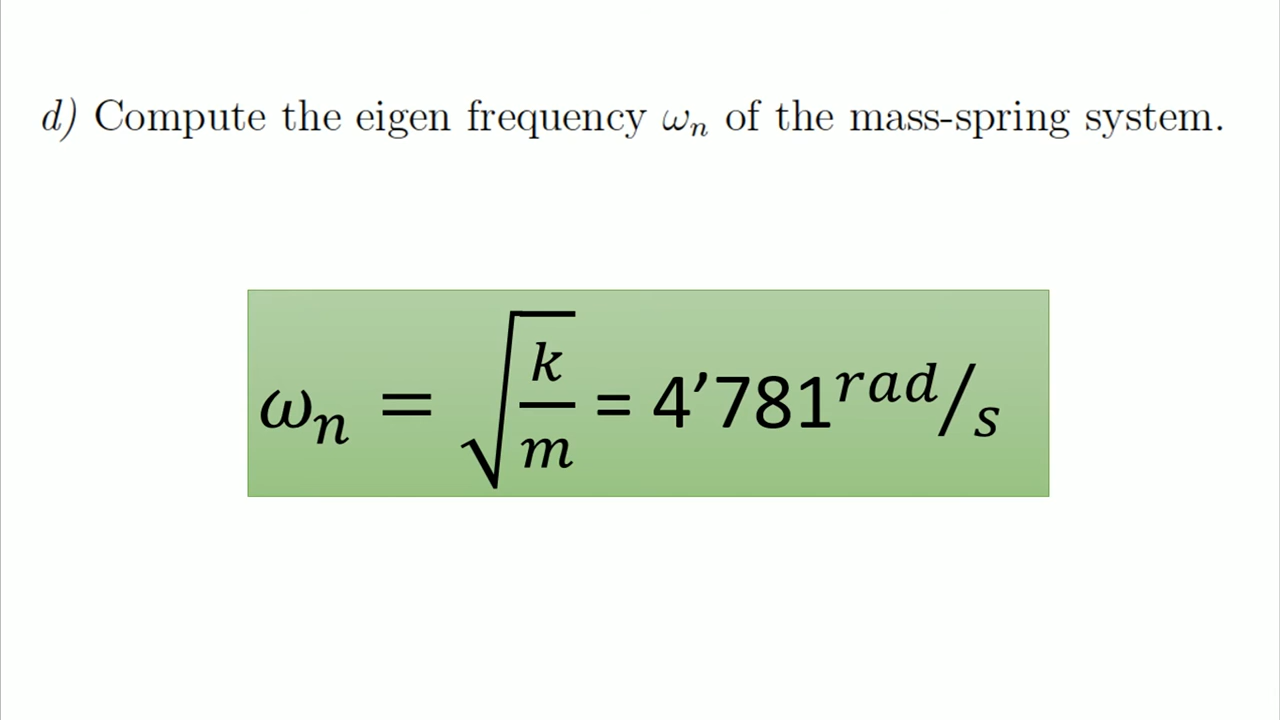 d) Compute the eigen frequency ωₙ of the mass-spring system.
ωₙ = √(k/m) = 4’781 rad/s